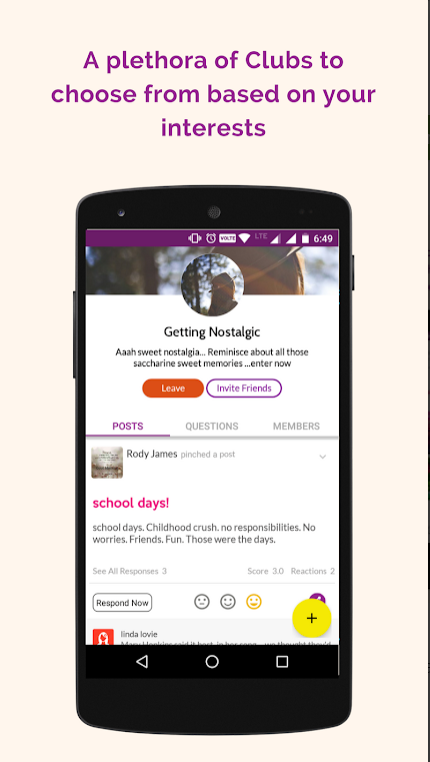 A plethora of Clubs to
choose from based on your
interests
VOLTE LTE 6:49
Getting Nostalgic
Aaah sweet nostalgia... Reminisce about all those
saccharine sweet memories ...enter now
Leave Invite Friends
POSTS QUESTIONS MEMBERS
Rody James pinched a post
school days!
school days. Childhood crush. no responsibilities. No
worries. Friends. Fun. Those were the days.
See All Responses 3 Score 3.0 Reactions 2
Respond Now
linda lovie